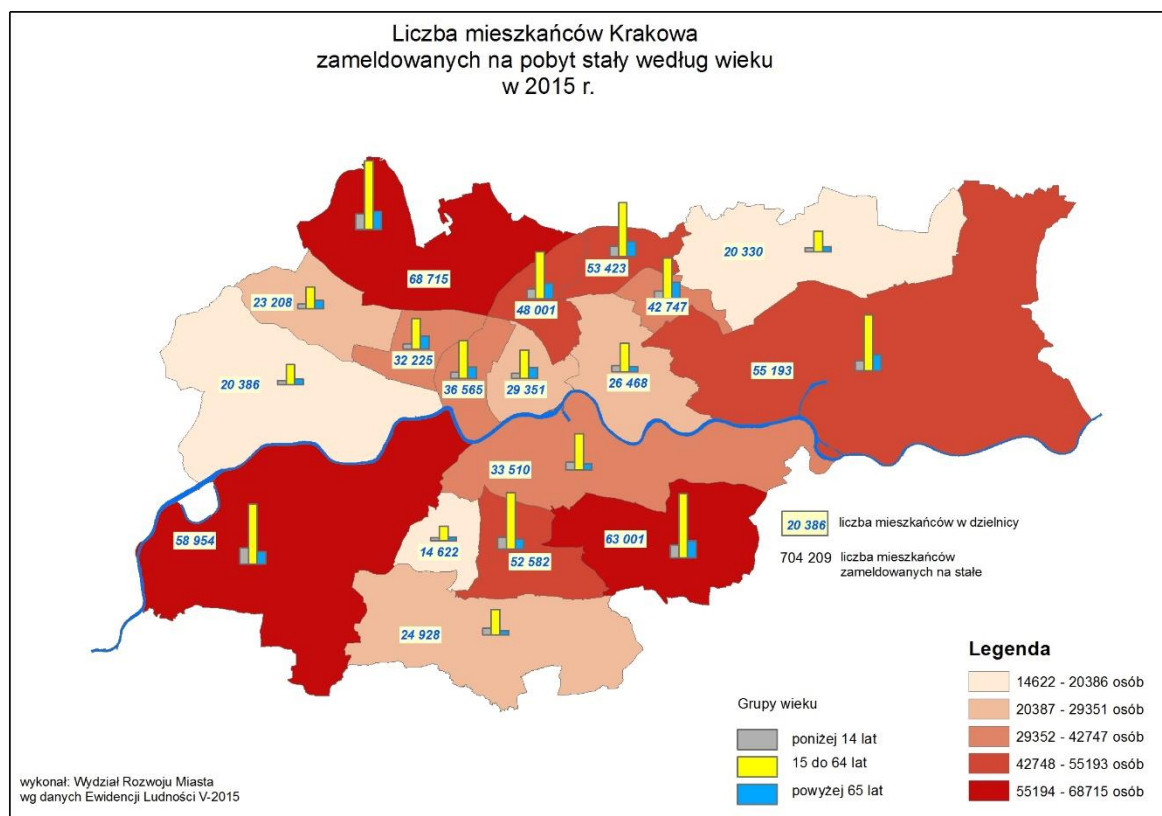 Liczba mieszkańców Krakowa
zameldowanych na pobyt stały według wieku
w 2015 r.
20 330
53 423
68 715
23 208
48 001
42 747
32 225
36 565
29 351
26 468
55 193
20 386
33 510
58 954
14 622
52 582
63 001
24 928
20 386 liczba mieszkańców w dzielnicy
704 209 liczba mieszkańców
zameldowanych na stałe
Legenda
14622 - 20386 osób
20387 - 29351 osób
29352 - 42747 osób
42748 - 55193 osób
55194 - 68715 osób
Grupy wieku
poniżej 14 lat
15 do 64 lat
powyżej 65 lat
wykonał: Wydział Rozwoju Miasta
wg danych Ewidencji Ludności V-2015